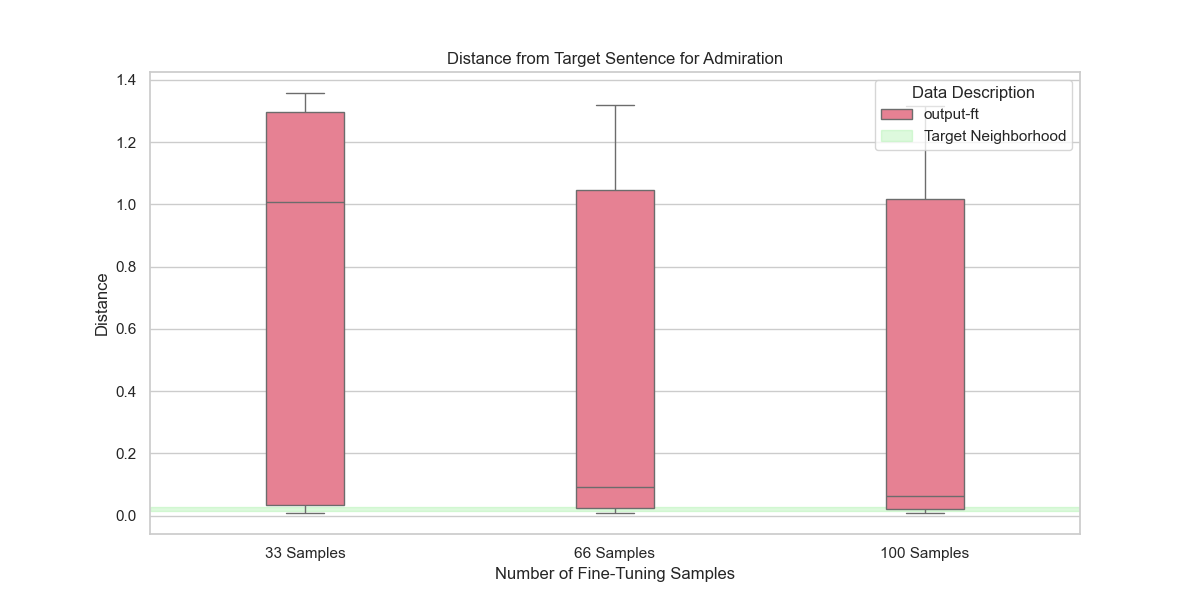 Distance from Target Sentence for Admiration
Data Description
output-ft
Target Neighborhood
Distance
1.4
1.2
1.0
0.8
0.6
0.4
0.2
0.0
33 Samples
66 Samples
100 Samples
Number of Fine-Tuning Samples